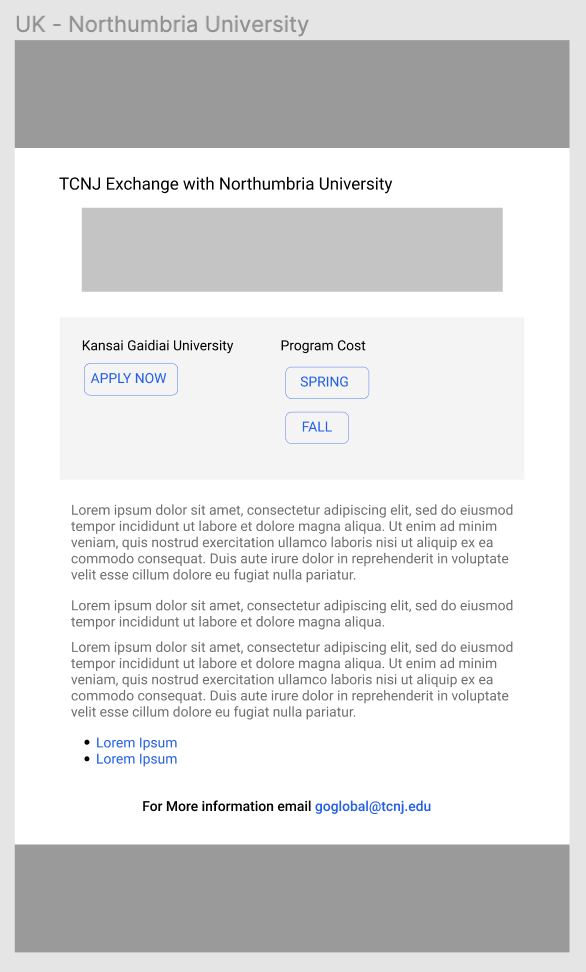 UK - Northumbria University
TCNJ Exchange with Northumbria University
Kansai Gaidiai University
APPLY NOW
Program Cost
SPRING
FALL
Lorem ipsum dolor sit amet, consectetur adipiscing elit, sed do eiusmod
tempor incididunt ut labore et dolore magna aliqua. Ut enim ad minim
veniam, quis nostrud exercitation ullamco laboris nisi ut aliquip ex ea
commodo consequat. Duis aute irure dolor in reprehenderit in voluptate
velit esse cillum dolore eu fugiat nulla pariatur.
Lorem ipsum dolor sit amet, consectetur adipiscing elit, sed do eiusmod
tempor incididunt ut labore et dolore magna aliqua.
Lorem ipsum dolor sit amet, consectetur adipiscing elit, sed do eiusmod
tempor incididunt ut labore et dolore magna aliqua. Ut enim ad minim
veniam, quis nostrud exercitation ullamco laboris nisi ut aliquip ex ea
commodo consequat. Duis aute irure dolor in reprehenderit in voluptate
velit esse cillum dolore eu fugiat nulla pariatur.
• Lorem Ipsum
• Lorem Ipsum
For More information email goglobal@tcnj.edu